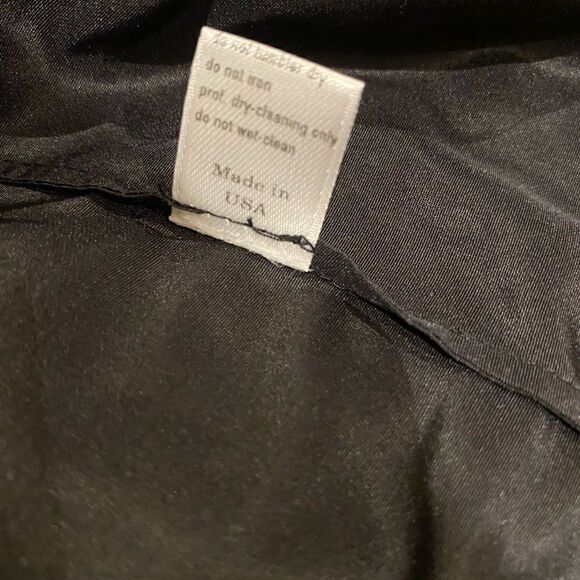 do not tumble dry
do not iron
prof. dry-cleaning only
do not wet-clean
Made in
USA